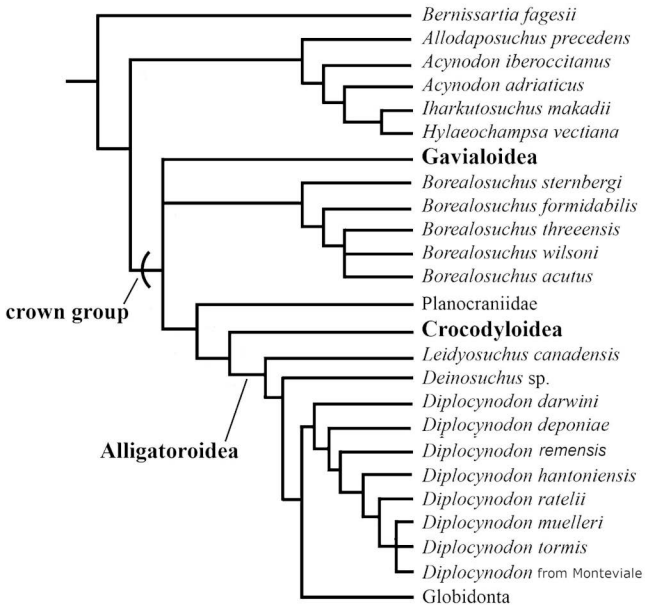 Bernissartia fagesii
Allodaposuchus precedens
Acynodon iberoccitanus
Acynodon adriaticus
Iharkutosuchus makadii
Hylaeochampsa vectiana
Gavialoidea
Borealosuchus sternbergi
Borealosuchus formidabilis
Borealosuchus threeensis
Borealosuchus wilsoni
Borealosuchus acutus
Planocraniidae
crown group
Crocodyloidea
Leidyosuchus canadensis
Deinosuchus sp.
Diplocynodon darwini
Diplocynodon deponiae
Alligatoroidea
Diplocynodon remensis
Diplocynodon hantoniensis
Diplocynodon ratelii
Diplocynodon muelleri
Diplocynodon tormis
Diplocynodon from Monteviale
Globidonta